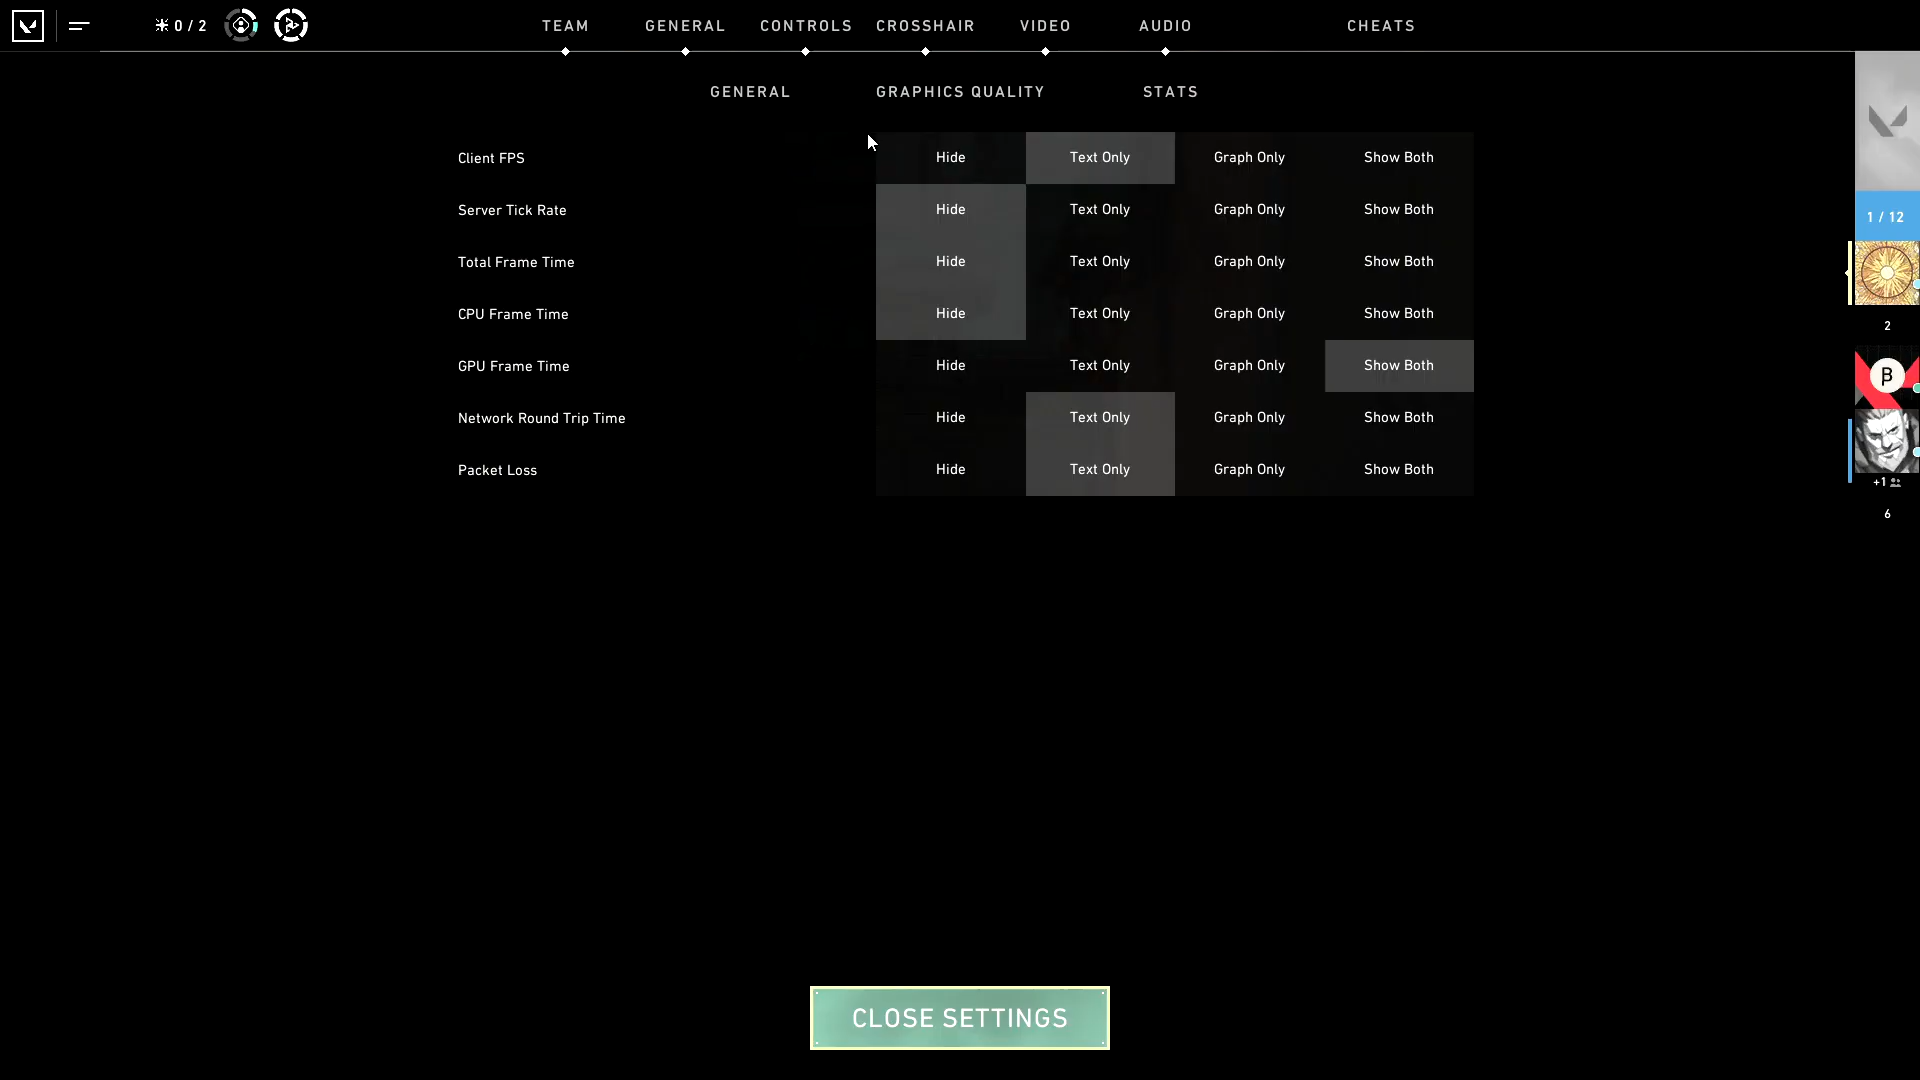 0 / 2
TEAM GENERAL CONTROLS CROSSHAIR VIDEO AUDIO CHEATS
GENERAL GRAPHICS QUALITY STATS
Client FPS Hide Text Only Graph Only Show Both
Server Tick Rate Hide Text Only Graph Only Show Both
1 / 12
Total Frame Time Hide Text Only Graph Only Show Both
CPU Frame Time Hide Text Only Graph Only Show Both
2
GPU Frame Time Hide Text Only Graph Only Show Both
β
Network Round Trip Time Hide Text Only Graph Only Show Both
Packet Loss Hide Text Only Graph Only Show Both
+1
6
CLOSE SETTINGS